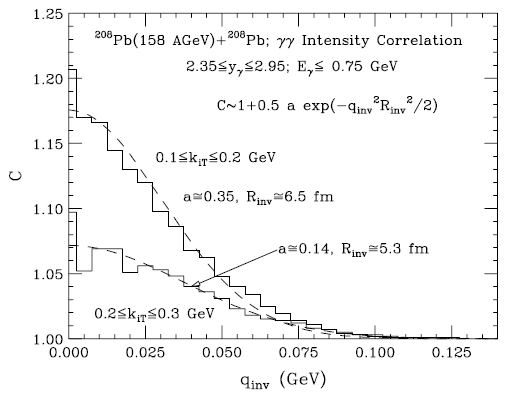 ²⁰⁸Pb(158 AGeV)+²⁰⁸Pb; γγ Intensity Correlation
2.35≦y_γ≦2.95; E_γ≦ 0.75 GeV
C~1+0.5 a exp(−q_inv²R_inv²/2)
0.1≦k_iT≦0.2 GeV
a≅0.35, R_inv≅6.5 fm
a≅0.14, R_inv≅5.3 fm
0.2≦k_iT≦0.3 GeV
C
1.25
1.20
1.15
1.10
1.05
1.00
0.000 0.025 0.050 0.075 0.100 0.125
q_inv (GeV)